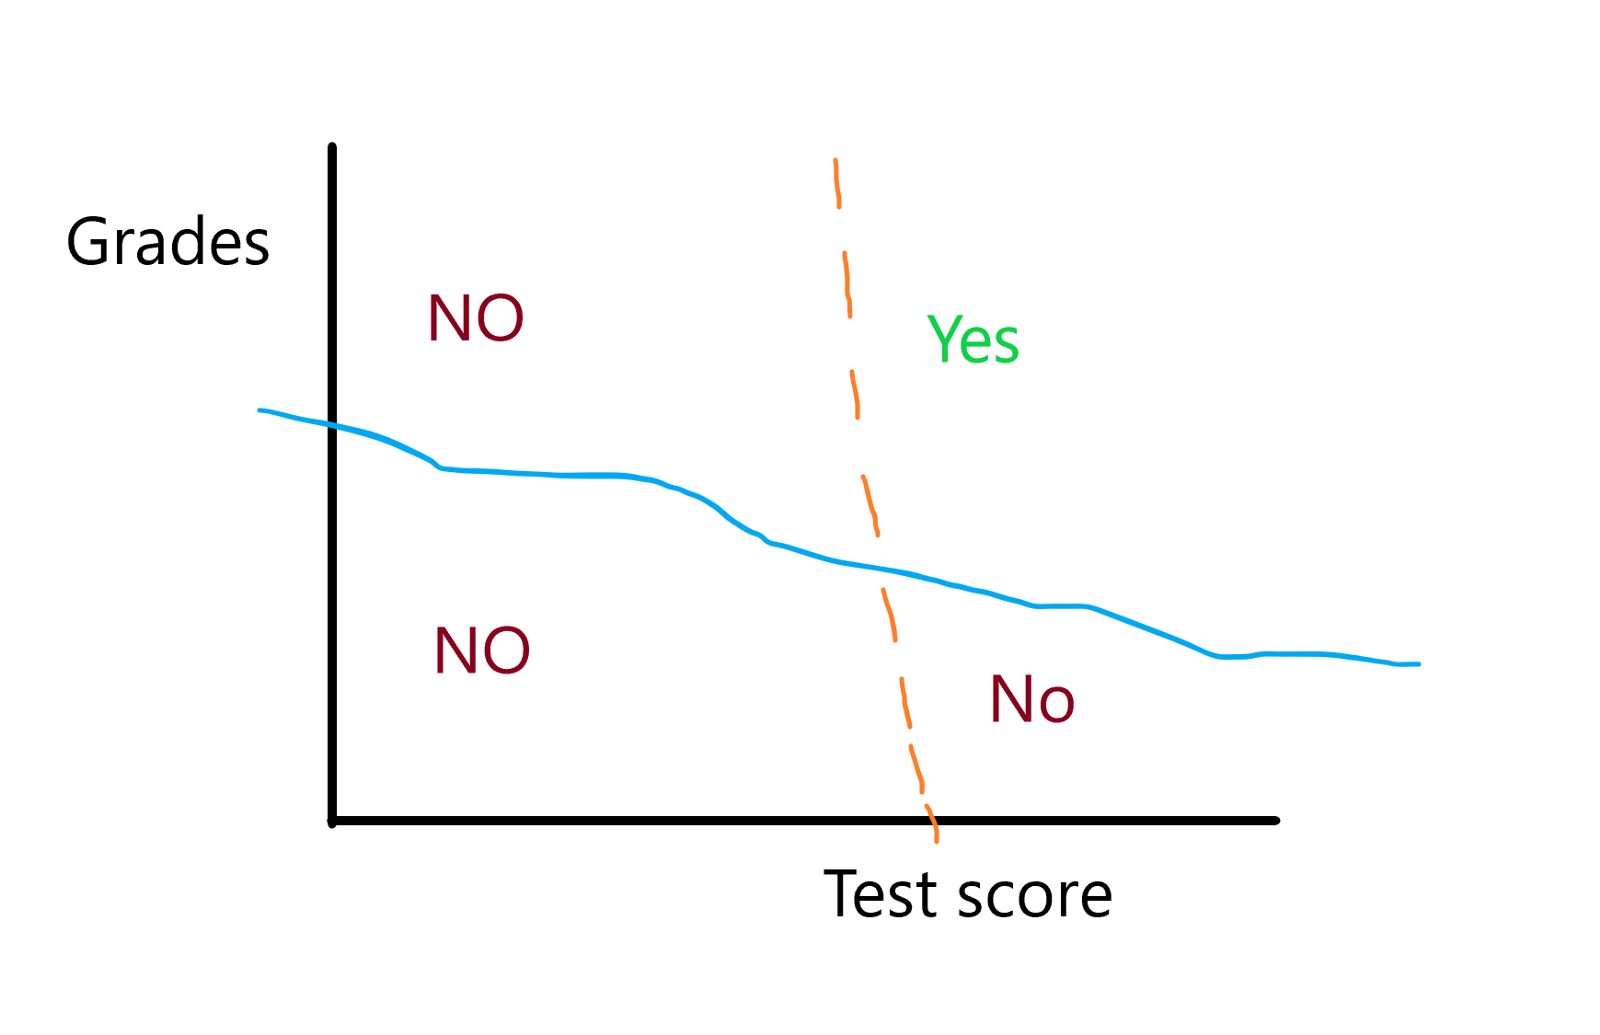 Grades
NO
Yes
NO
No
Test score